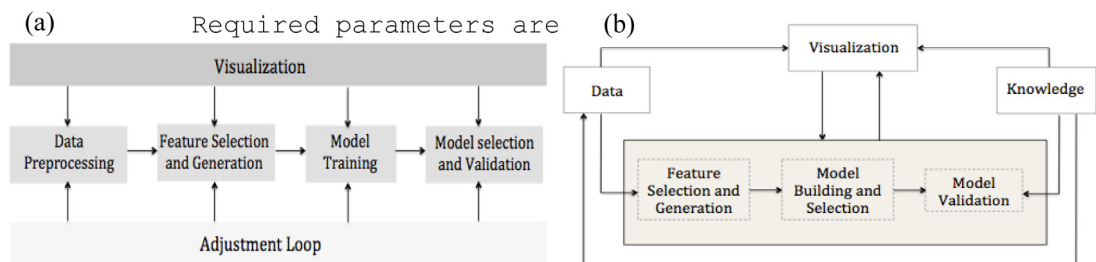 (a)
Required parameters are
(b)
Visualization
Data
Preprocessing
Feature Selection
and Generation
Model
Training
Model selection
and Validation
Adjustment Loop
Visualization
Data
Knowledge
Feature
Selection and
Generation
Model
Building and
Selection
Model
Validation